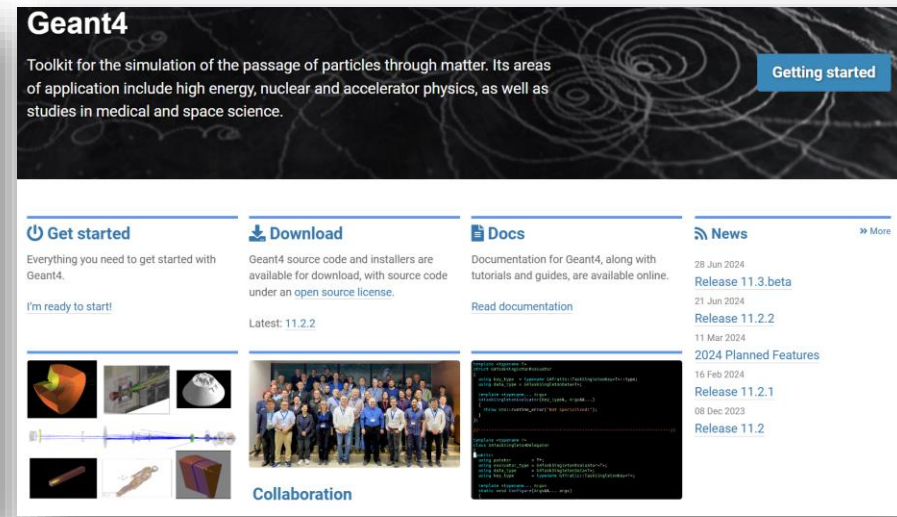 Geant4
Toolkit for the simulation of the passage of particles through matter. Its areas
of application include high energy, nuclear and accelerator physics, as well as
studies in medical and space science.
Getting started
Get started
Everything you need to get started with
Geant4.
I'm ready to start!
Download
Geant4 source code and installers are
available for download, with source code
under an open source license.
Latest: 11.2.2
Docs
Documentation for Geant4, along with
tutorials and guides, are available online.
Read documentation
News
» More
28 Jun 2024
Release 11.3.beta
21 Jun 2024
Release 11.2.2
11 Mar 2024
2024 Planned Features
16 Feb 2024
Release 11.2.1
08 Dec 2023
Release 11.2
Collaboration